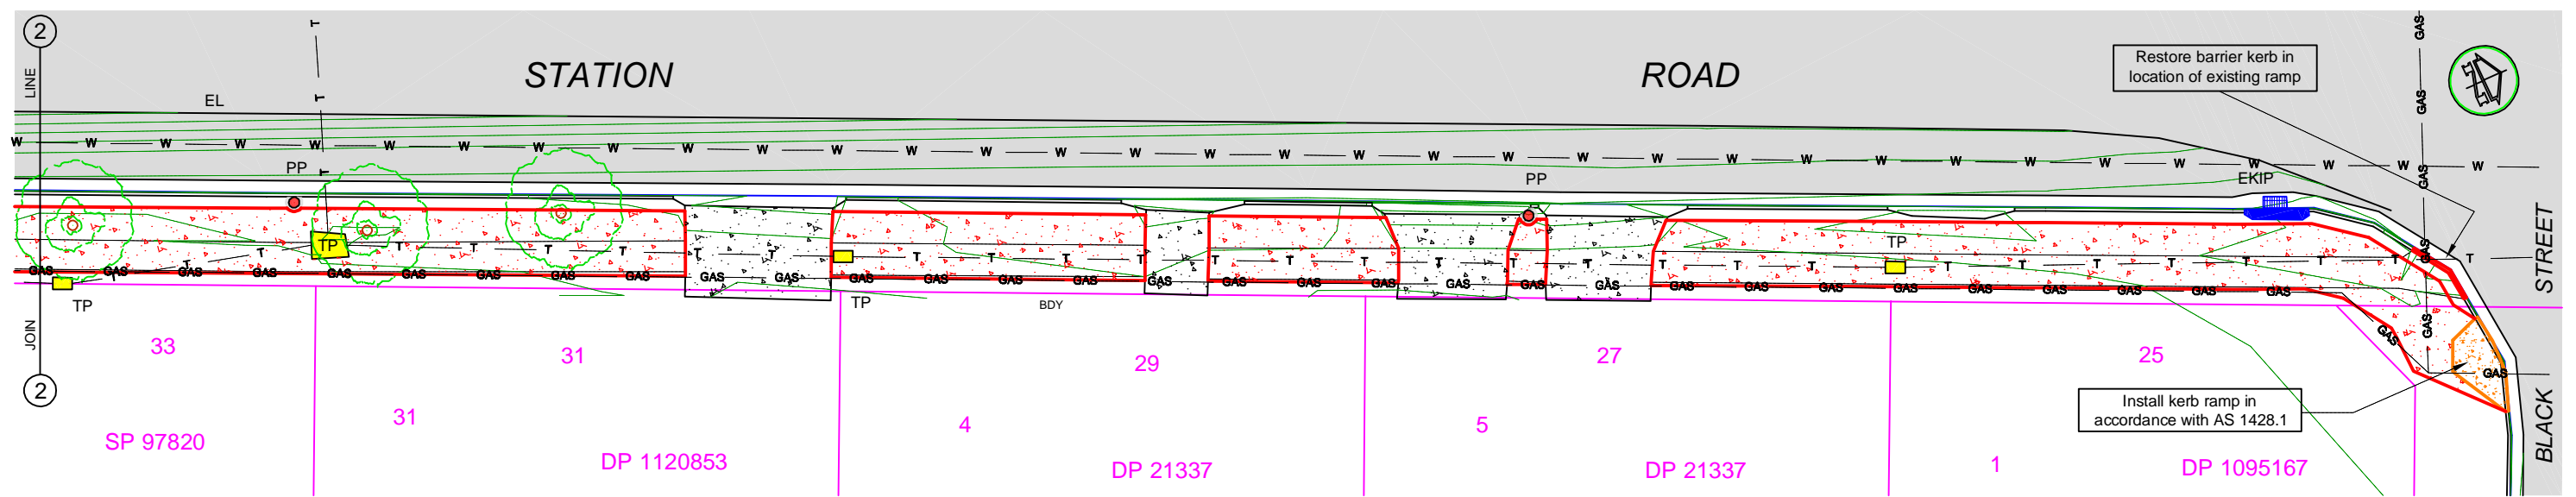 2
LINE
EL
STATION
ROAD
Restore barrier kerb in
location of existing ramp
GAS
T
W
PP
PP
EKIP
TP
TP
TP
TP
BDY
JOIN
2
33
31
29
27
25
31
4
5
1
SP 97820
DP 1120853
DP 21337
DP 21337
DP 1095167
Install kerb ramp in
accordance with AS 1428.1
BLACK
STREET